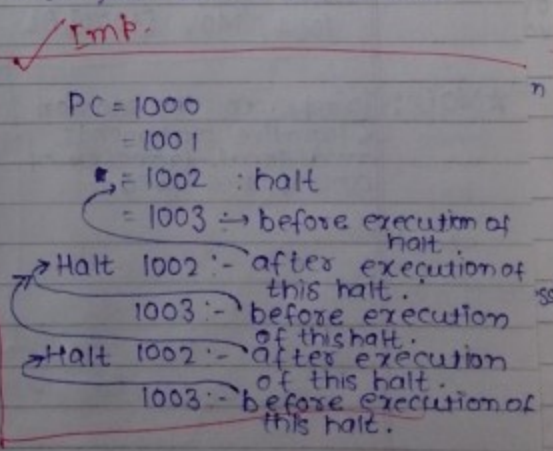 ✓ Imp.
PC = 1000
= 1001
= 1002 : halt
= 1003 :→ before execution of
halt
→ Halt 1002 :- after execution of
this halt.
1003 :- before execution
of this halt.
→ Halt 1002 :- after execution
of this halt.
1003 :- before execution of
this halt.
n